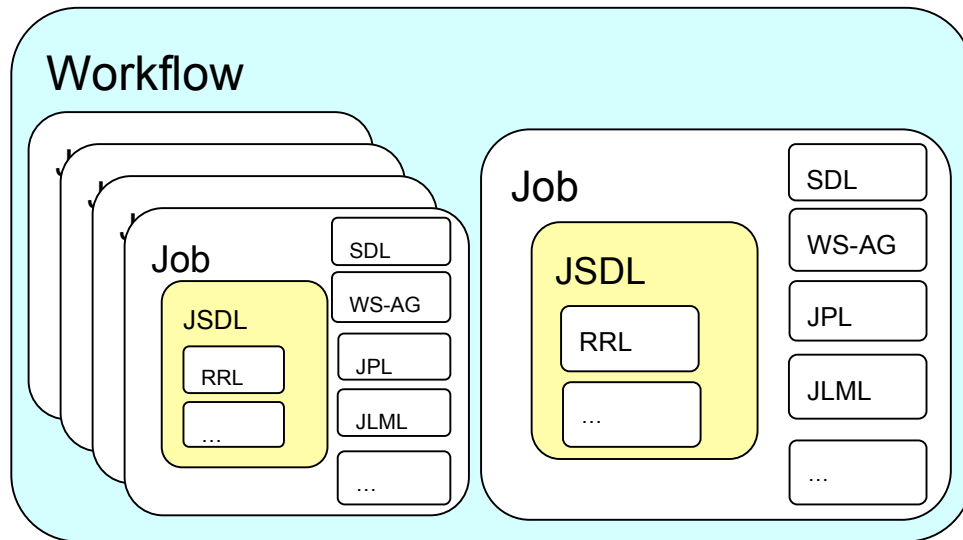 Workflow
J
J
J
Job
SDL
WS-AG
JSDL
JPL
RRL
JLML
...
...
Job
SDL
WS-AG
JSDL
JPL
RRL
JLML
...
...